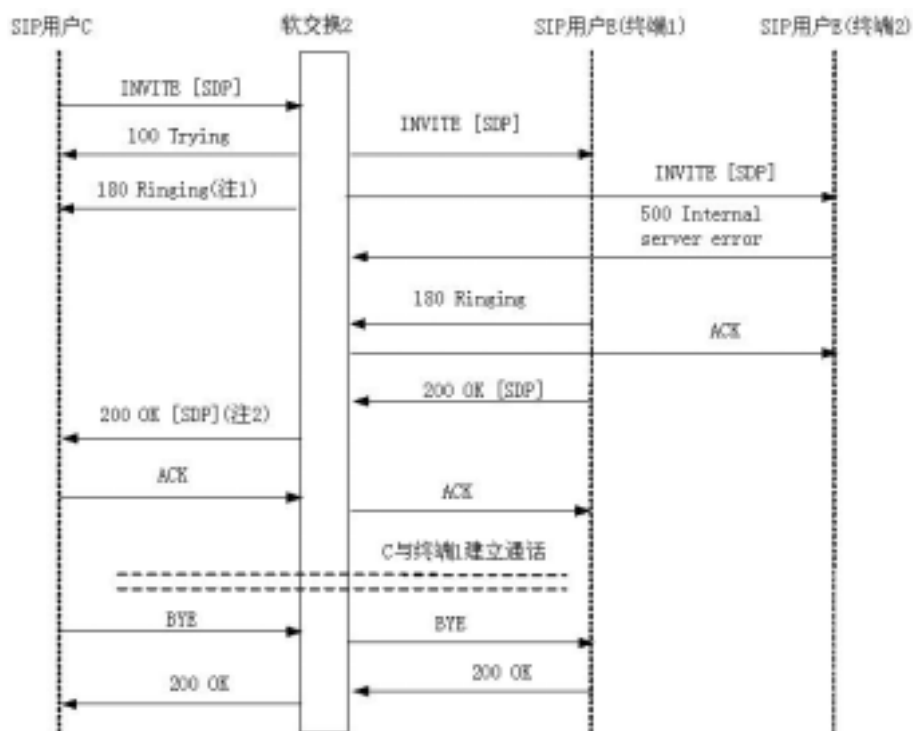 SIP用户C
软交换2
SIP用户E(终端1)
SIP用户E(终端2)
INVITE [SDP]
INVITE [SDP]
100 Trying
INVITE [SDP]
180 Ringing(注1)
500 Internal
server error
180 Ringing
ACK
200 OK [SDP]
200 OK [SDP](注2)
ACK
ACK
C与终端1建立通话
BYE
BYE
200 OK
200 OK